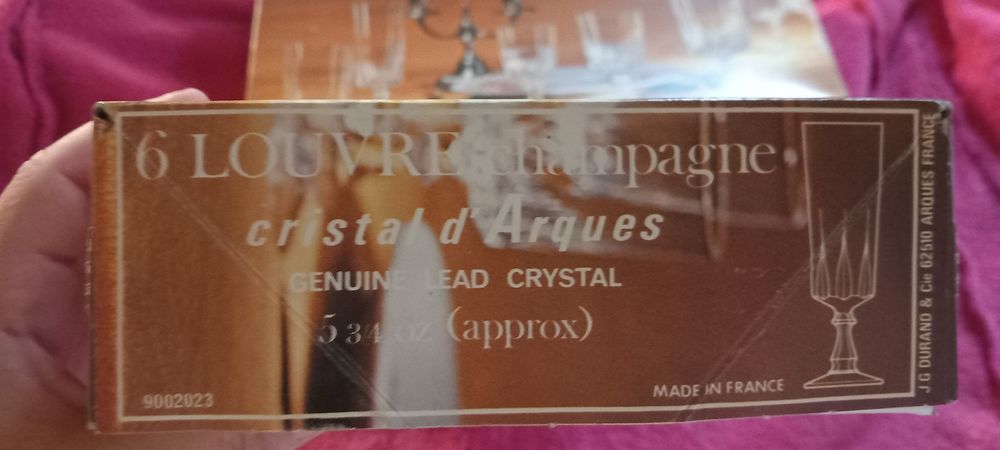 6 LOUVRE champagne
cristal d'Arques
GENUINE LEAD CRYSTAL
5 3/4 oz (approx)
9002023
MADE IN FRANCE
J.G DURAND & Cie 62510 ARQUES FRANCE